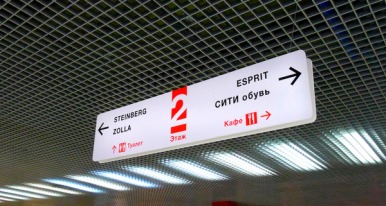 STEINBERG
ZOLLA
Туалет
2
Этаж
ESPRIT
СИТИ обувь
Кафе